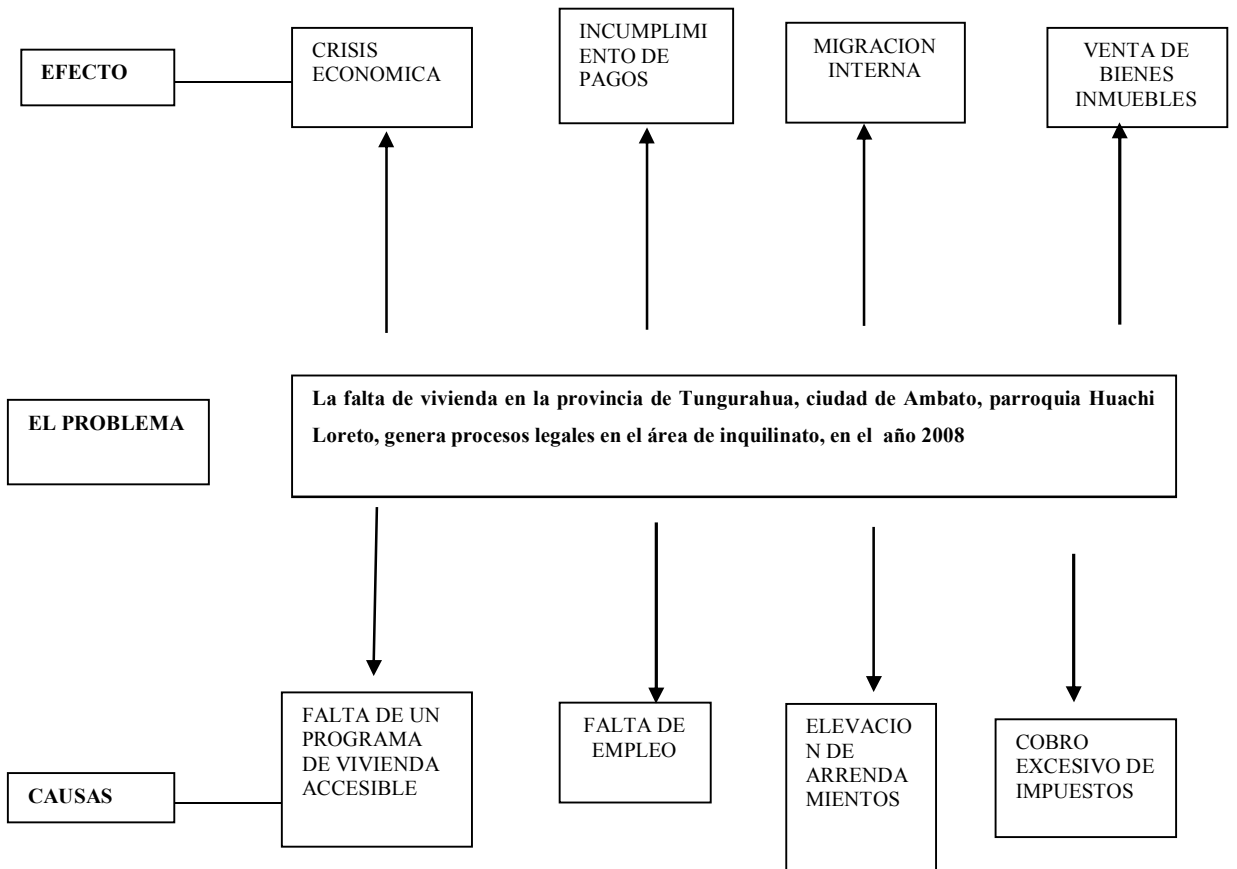 EFECTO
CRISIS
ECONOMICA
INCUMPLIMI
ENTO DE
PAGOS
MIGRACION
INTERNA
VENTA DE
BIENES
INMUEBLES
EL PROBLEMA
La falta de vivienda en la provincia de Tungurahua, ciudad de Ambato, parroquia Huachi
Loreto, genera procesos legales en el área de inquilinato, en el año 2008
CAUSAS
FALTA DE UN
PROGRAMA
DE VIVIENDA
ACCESIBLE
FALTA DE
EMPLEO
ELEVACIO
N DE
ARRENDA
MIENTOS
COBRO
EXCESIVO DE
IMPUESTOS